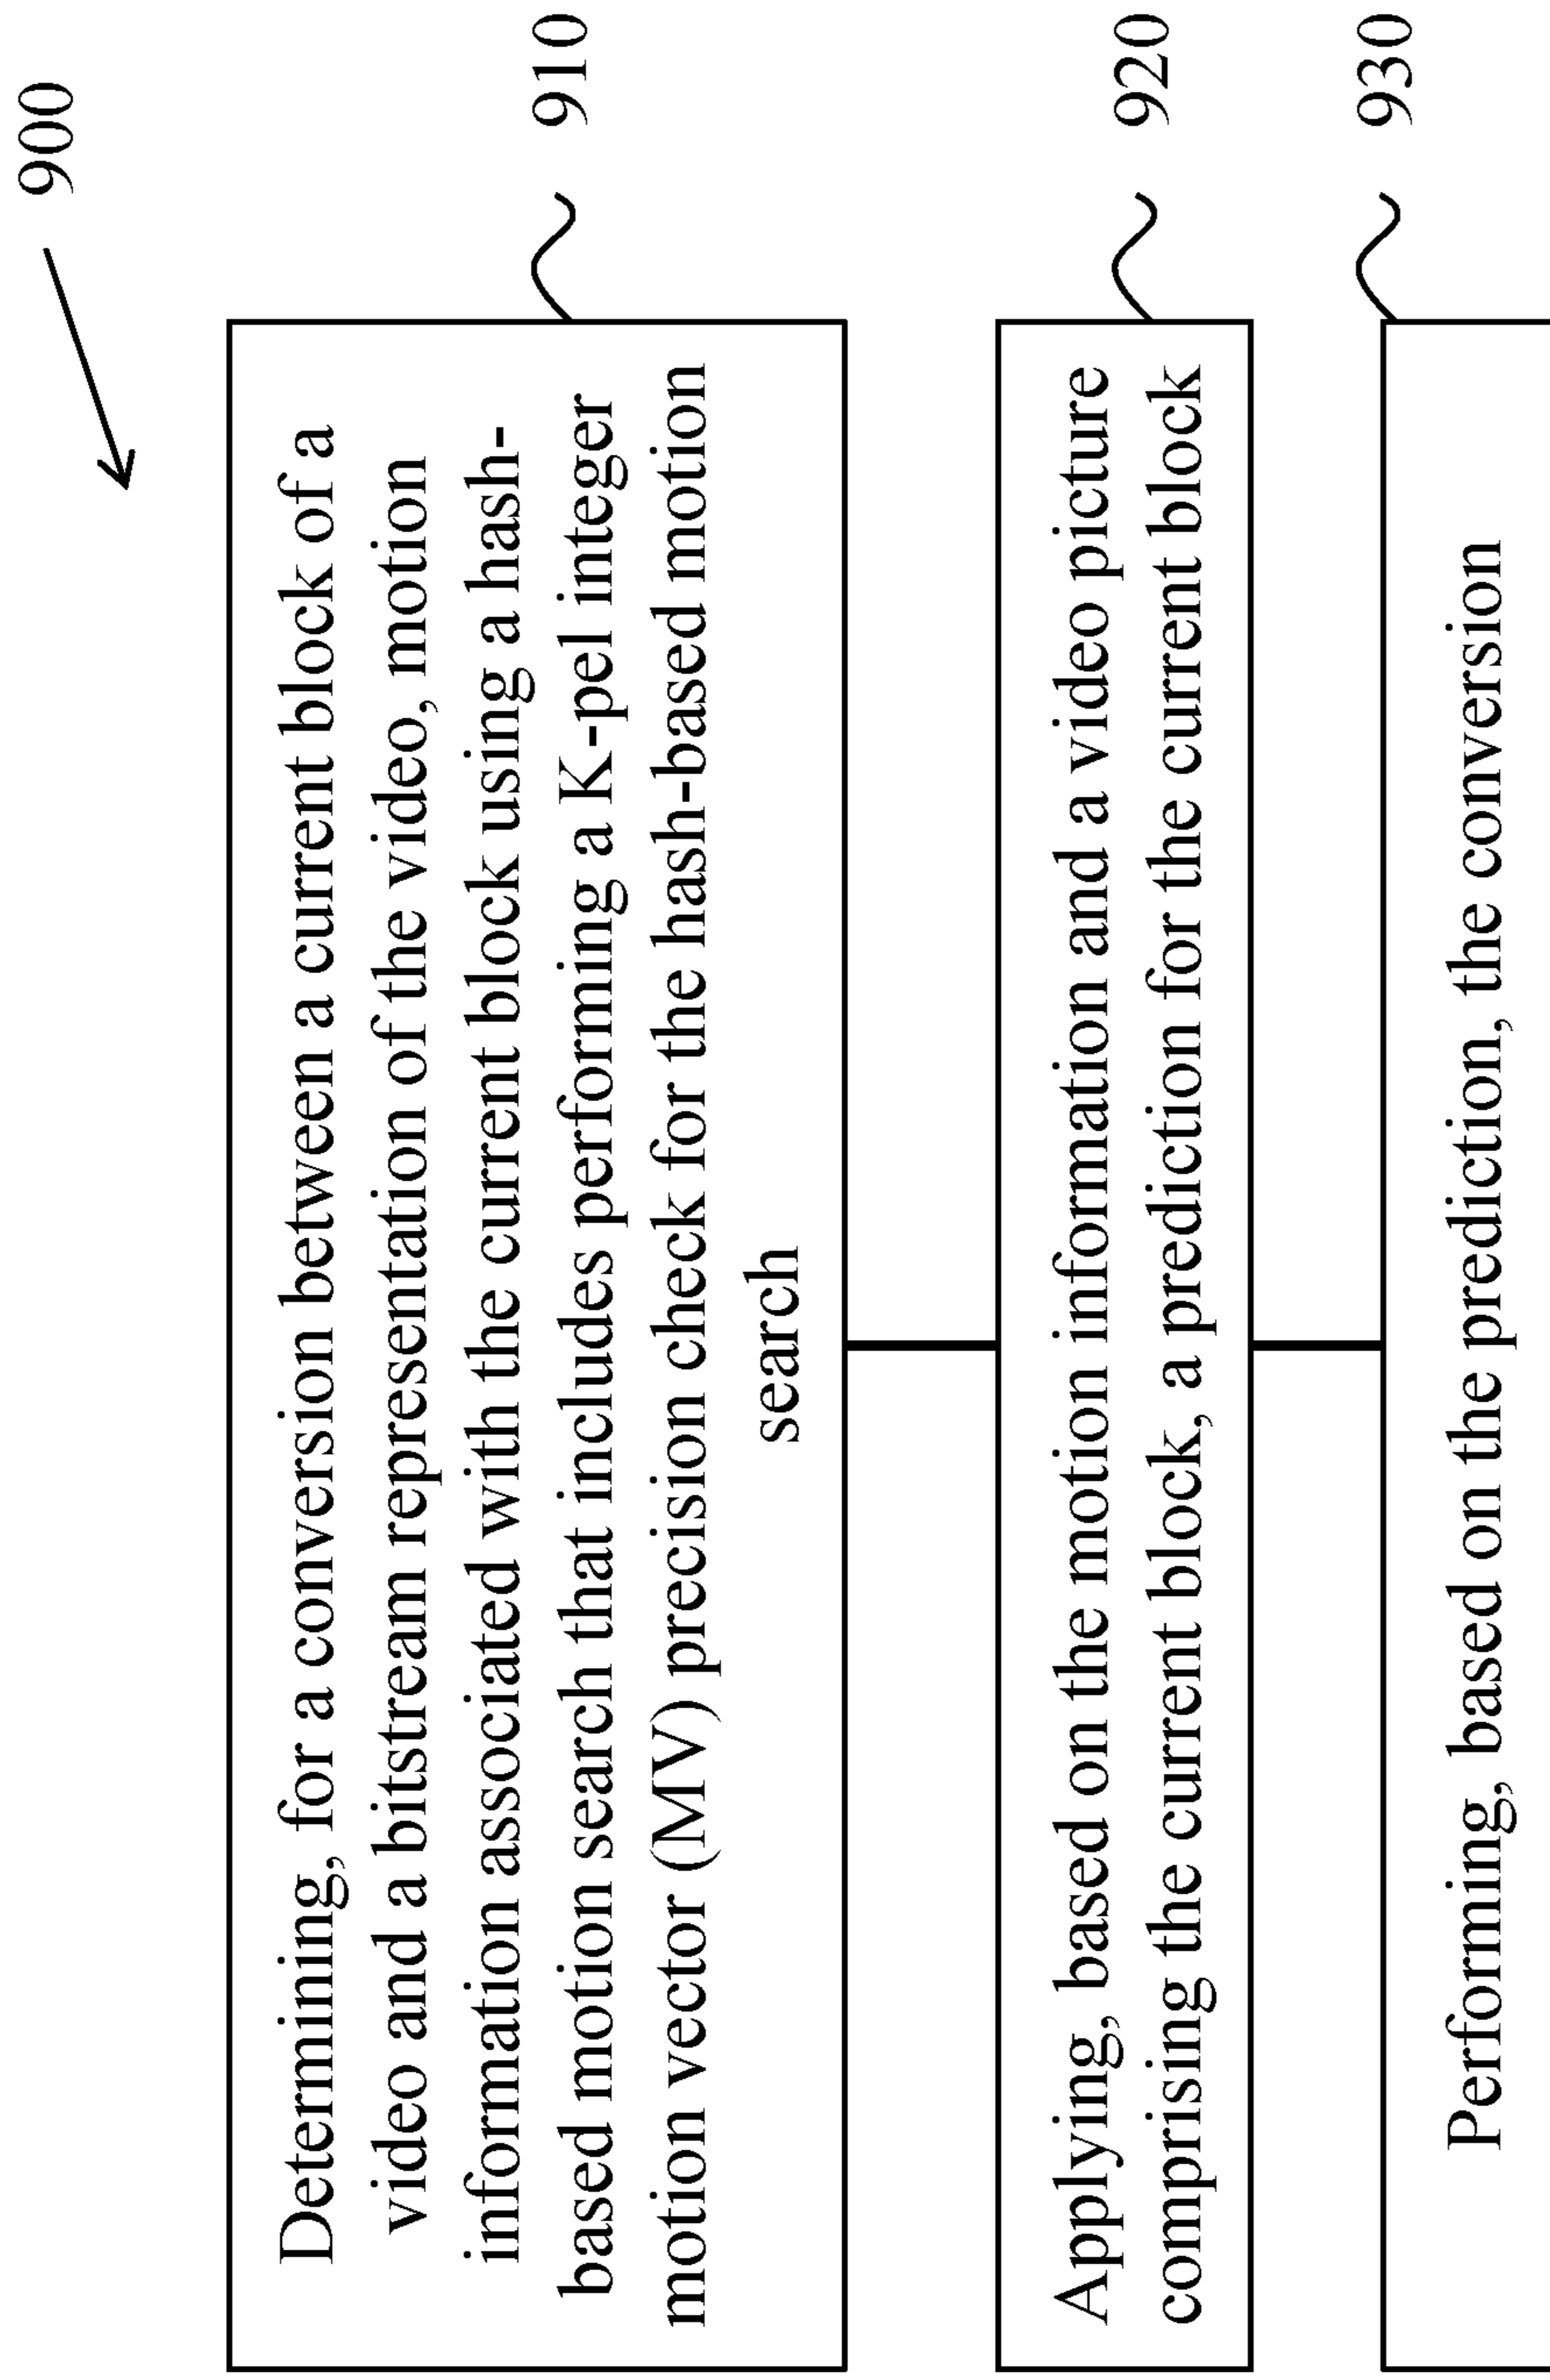 900
Determining, for a conversion between a current block of a
video and a bitstream representation of the video, motion
information associated with the current block using a hash-
based motion search that includes performing a K-pel integer
motion vector (MV) precision check for the hash-based motion
search
910
Applying, based on the motion information and a video picture
comprising the current block, a prediction for the current block
920
Performing, based on the prediction, the conversion
930